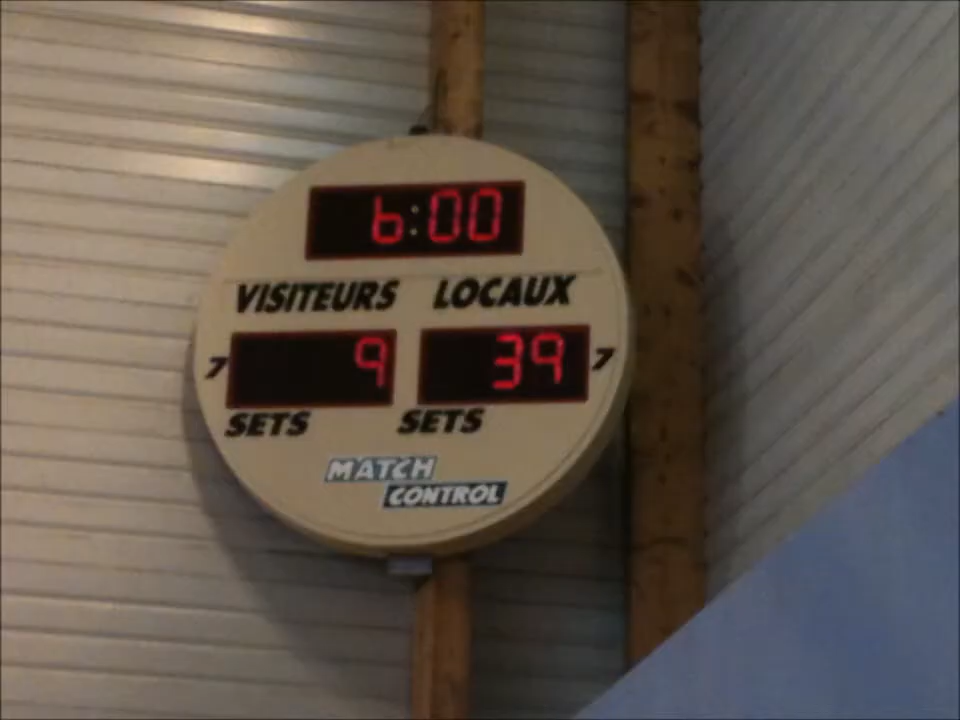 6:00
VISITEURS LOCAUX
7 9 39 7
SETS SETS
MATCH
CONTROL